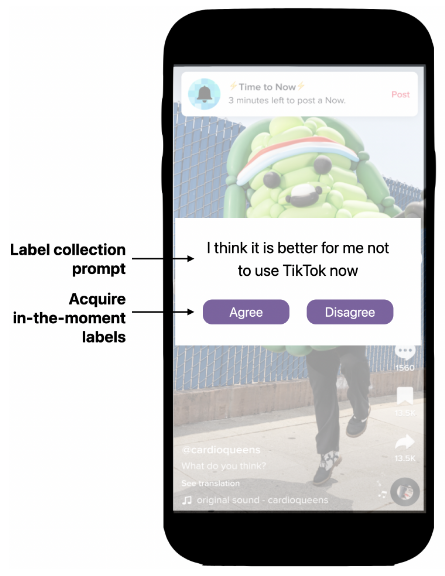 ⚡Time to Now⚡
3 minutes left to post a Now.
Post
Label collection
prompt
I think it is better for me not
to use TikTok now
Acquire
in-the-moment
labels
Agree
Disagree
1560
13.5K
@cardioqueens
What do you think?
See translation
original sound - cardioqueens